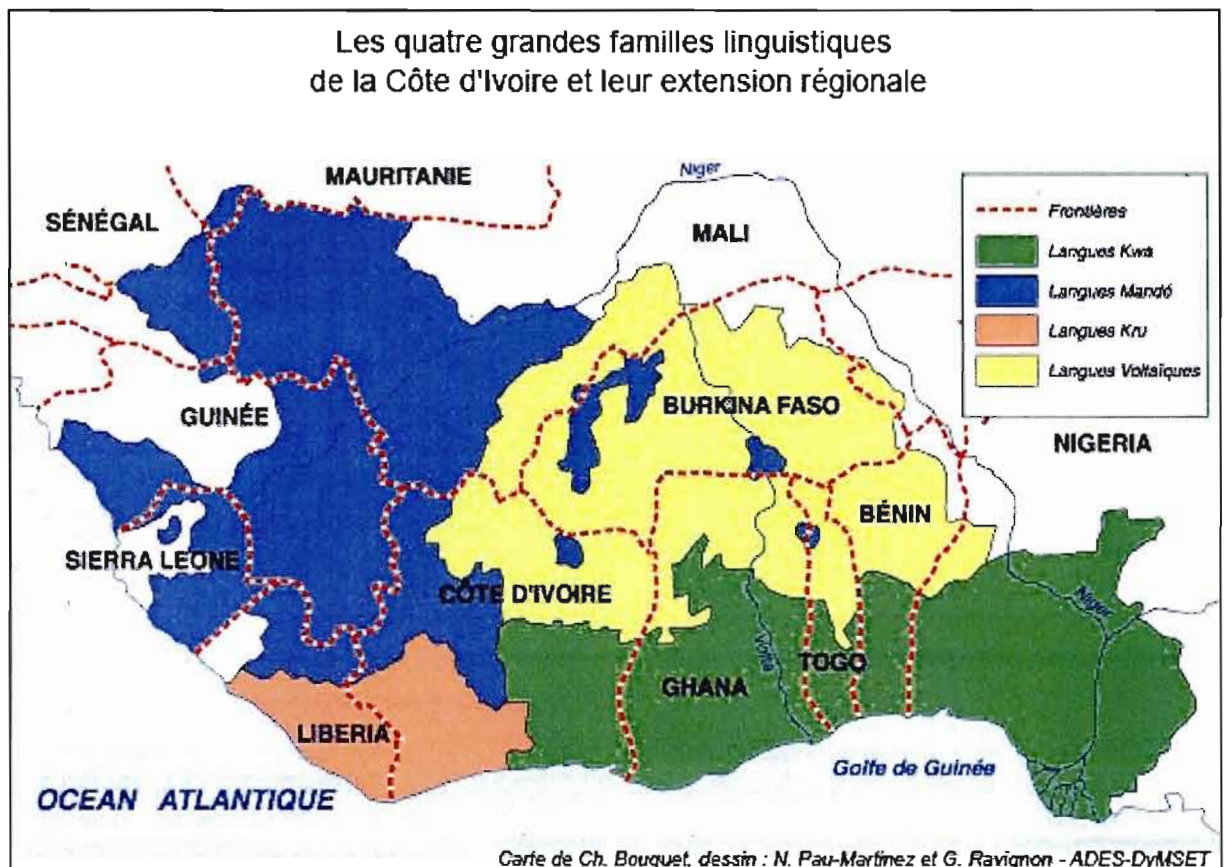 Les quatre grandes familles linguistiques
de la Côte d'Ivoire et leur extension régionale
MAURITANIE
Niger
SÉNÉGAL
MALI
Frontières
Langues Kwa
Langues Mandé
Langues Kru
Langues Voltaïques
GUINÉE
BURKINA FASO
NIGERIA
BÉNIN
SIERRA LEONE
CÔTE D'IVOIRE
Niger
Volta
TOGO
GHANA
LIBERIA
Golfe de Guinée
OCEAN ATLANTIQUE
Carte de Ch. Bouquet, dessin : N. Pau-Martinez et G. Ravignon - ADES-DyMSET